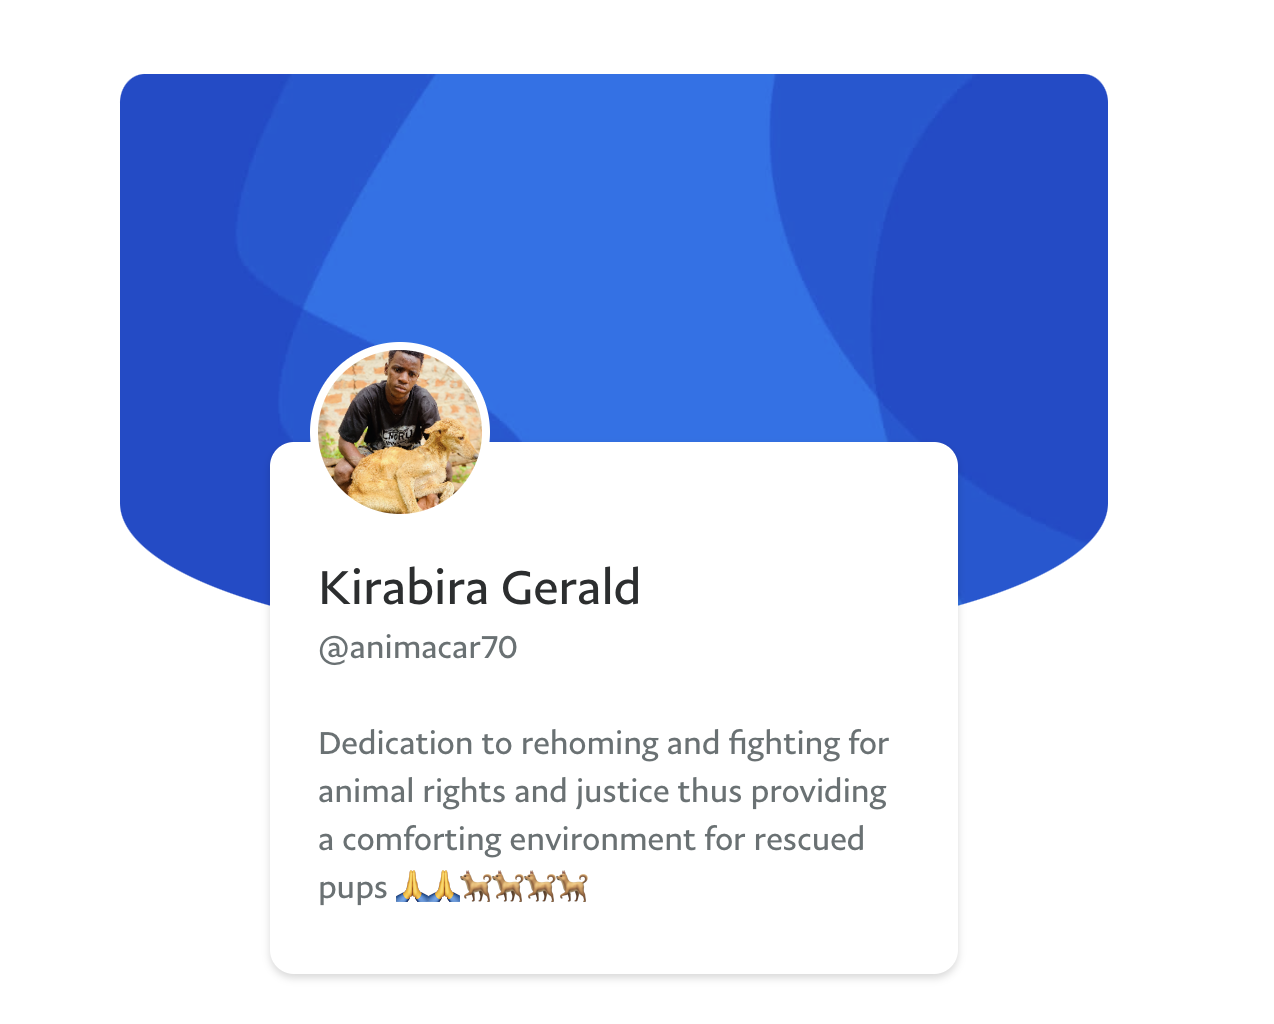 Kirabira Gerald
@animacar70
Dedication to rehoming and fighting for
animal rights and justice thus providing
a comforting environment for rescued
pups 🙏🙏🐕🐕🐕🐕